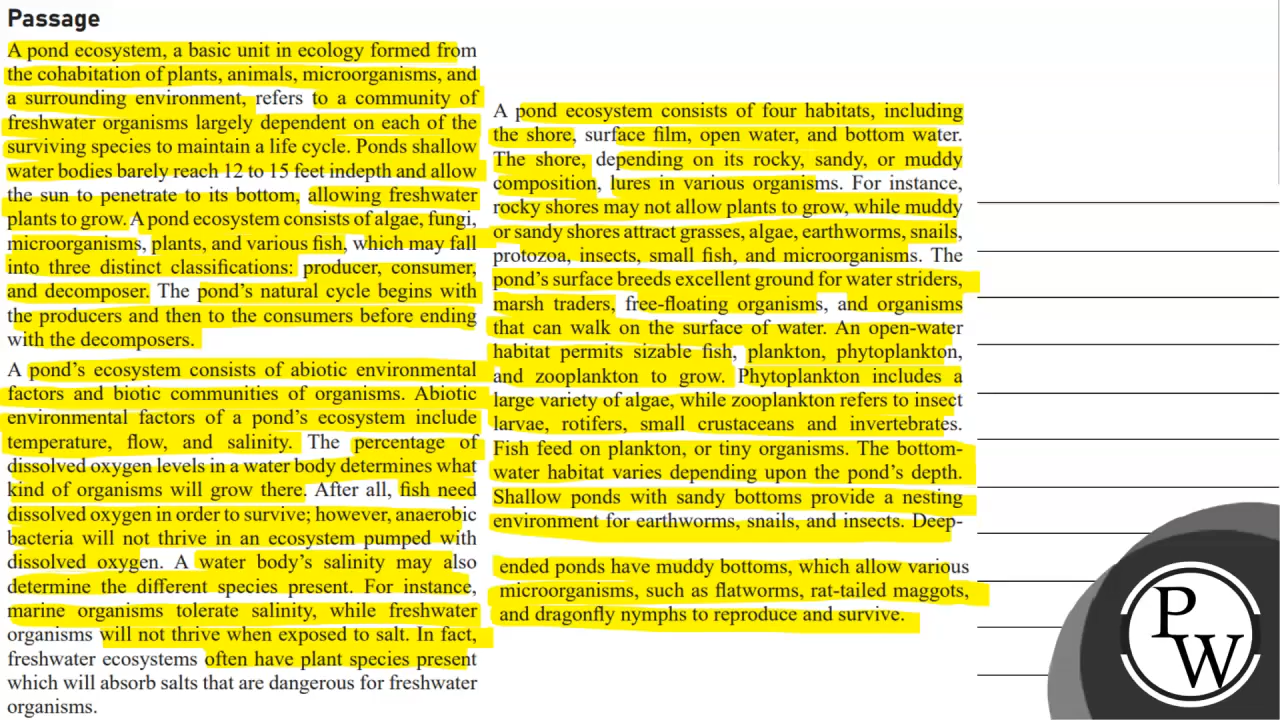 Passage
A pond ecosystem, a basic unit in ecology formed from
the cohabitation of plants, animals, microorganisms, and
a surrounding environment, refers to a community of
freshwater organisms largely dependent on each of the
surviving species to maintain a life cycle. Ponds shallow
water bodies barely reach 12 to 15 feet indepth and allow
the sun to penetrate to its bottom, allowing freshwater
plants to grow. A pond ecosystem consists of algae, fungi,
microorganisms, plants, and various fish, which may fall
into three distinct classifications: producer, consumer,
and decomposer. The pond's natural cycle begins with
the producers and then to the consumers before ending
with the decomposers.
A pond's ecosystem consists of abiotic environmental
factors and biotic communities of organisms. Abiotic
environmental factors of a pond's ecosystem include
temperature, flow, and salinity. The percentage of
dissolved oxygen levels in a water body determines what
kind of organisms will grow there. After all, fish need
dissolved oxygen in order to survive; however, anaerobic
bacteria will not thrive in an ecosystem pumped with
dissolved oxygen. A water body's salinity may also
determine the different species present. For instance,
marine organisms tolerate salinity, while freshwater
organisms will not thrive when exposed to salt. In fact,
freshwater ecosystems often have plant species present
which will absorb salts that are dangerous for freshwater
organisms.
A pond ecosystem consists of four habitats, including
the shore, surface film, open water, and bottom water.
The shore, depending on its rocky, sandy, or muddy
composition, lures in various organisms. For instance,
rocky shores may not allow plants to grow, while muddy
or sandy shores attract grasses, algae, earthworms, snails,
protozoa, insects, small fish, and microorganisms. The
pond's surface breeds excellent ground for water striders,
marsh traders, free-floating organisms, and organisms
that can walk on the surface of water. An open-water
habitat permits sizable fish, plankton, phytoplankton,
and zooplankton to grow. Phytoplankton includes a
large variety of algae, while zooplankton refers to insect
larvae, rotifers, small crustaceans and invertebrates.
Fish feed on plankton, or tiny organisms. The bottom-
water habitat varies depending upon the pond's depth.
Shallow ponds with sandy bottoms provide a nesting
environment for earthworms, snails, and insects. Deep-
ended ponds have muddy bottoms, which allow various
microorganisms, such as flatworms, rat-tailed maggots,
and dragonfly nymphs to reproduce and survive.
P
W